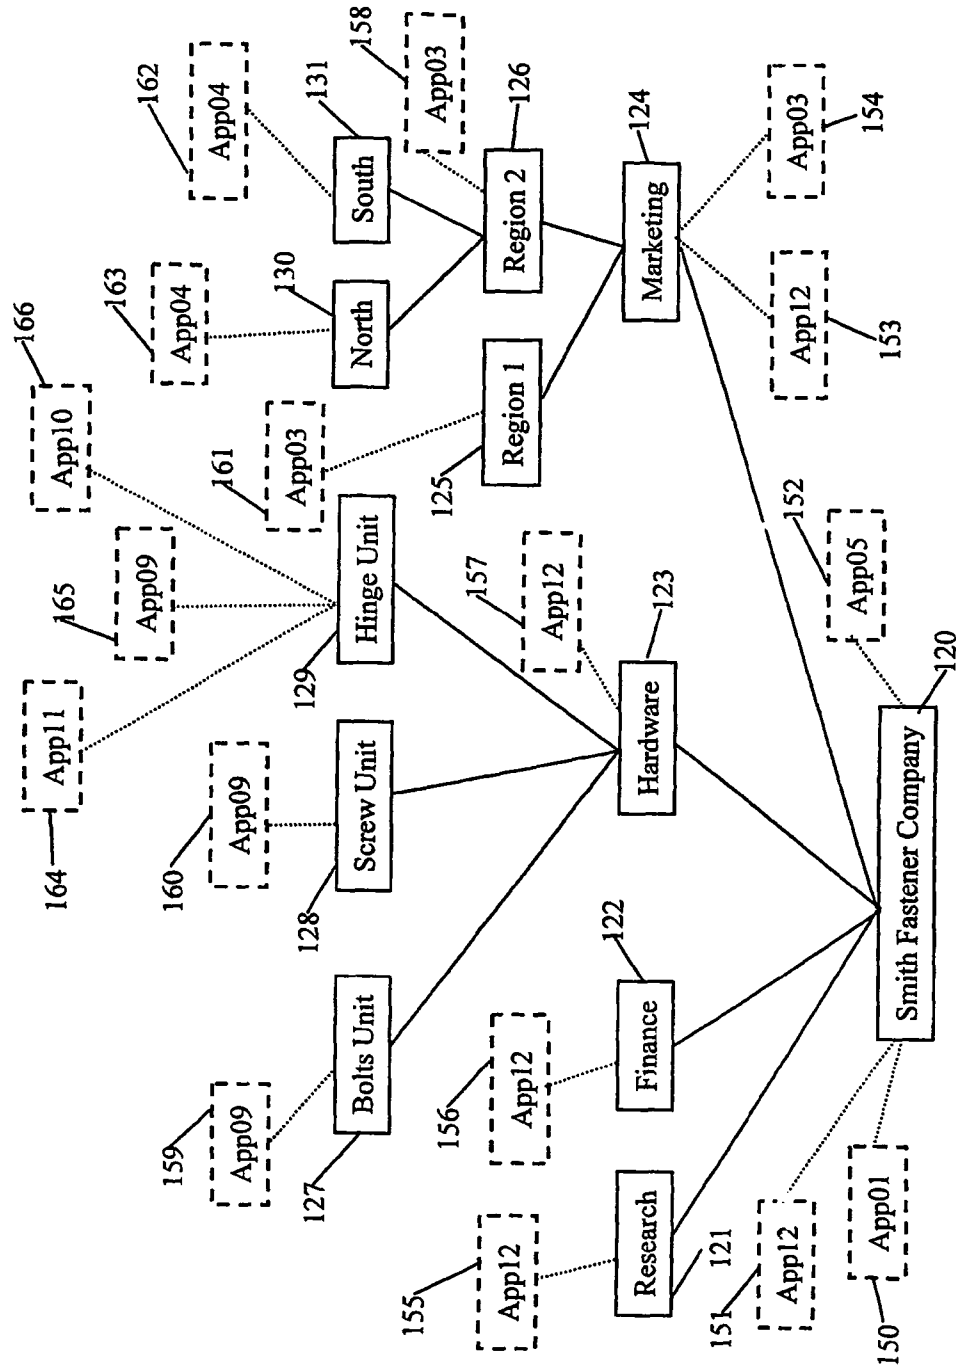 166
164
App11
App10
165
163
162
App09
App04
App04
159
160
161
App09
App09
App03
127
128
129
130
131
158
Bolts Unit
Screw Unit
Hinge Unit
North
South
155
156
125
App03
157
App12
App12
App12
Region 1
Region 2
126
122
Research
Finance
Hardware
123
Marketing
124
121
151
App12
152
App12
App03
150
App01
App05
153
154
Smith Fastener Company
120